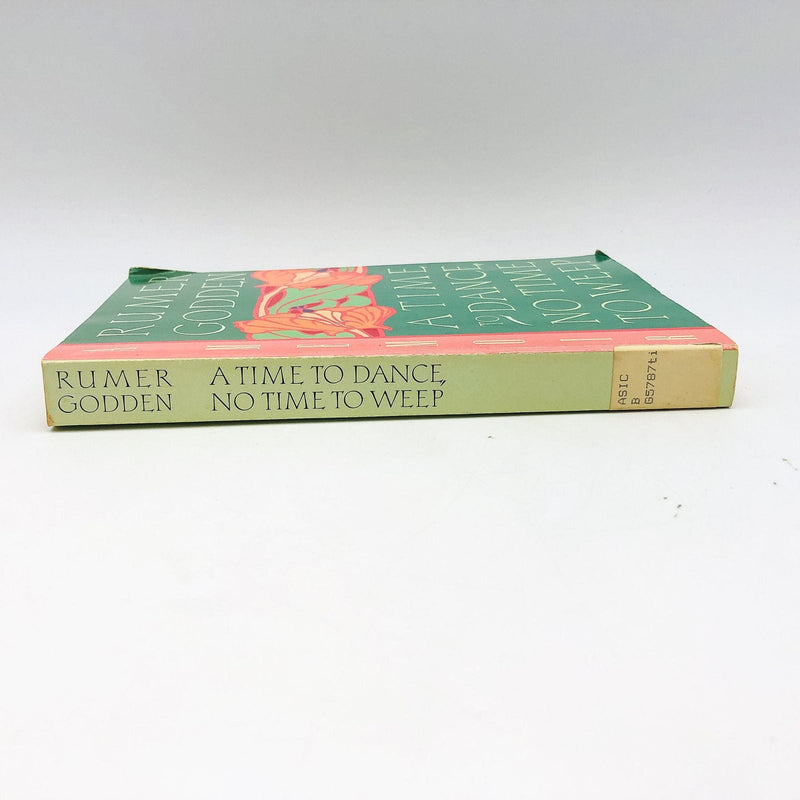 RUMER
GODDEN
A TIME
TO DANCE,
NO TIME
TO WEEP
A MEMOIR
RUMER
GODDEN
A TIME TO DANCE,
NO TIME TO WEEP
ASIC
B
G5787ti